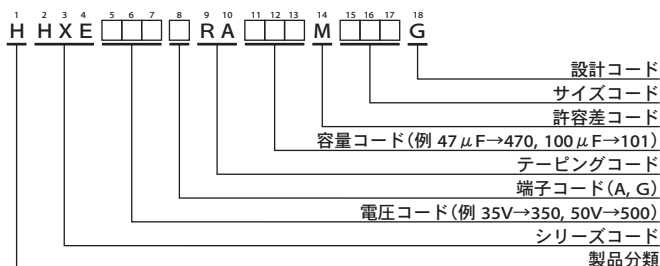 1 2 3 4 5 6 7 8 9 10 11 12 13 14 15 16 17 18
H HXE □□□ □ RA □□□ M □□□ G
設計コード
サイズコード
許容差コード
容量コード(例 47μF→470, 100μF→101)
テーピングコード
端子コード(A, G)
電圧コード(例 35V→350, 50V→500)
シリーズコード
製品分類